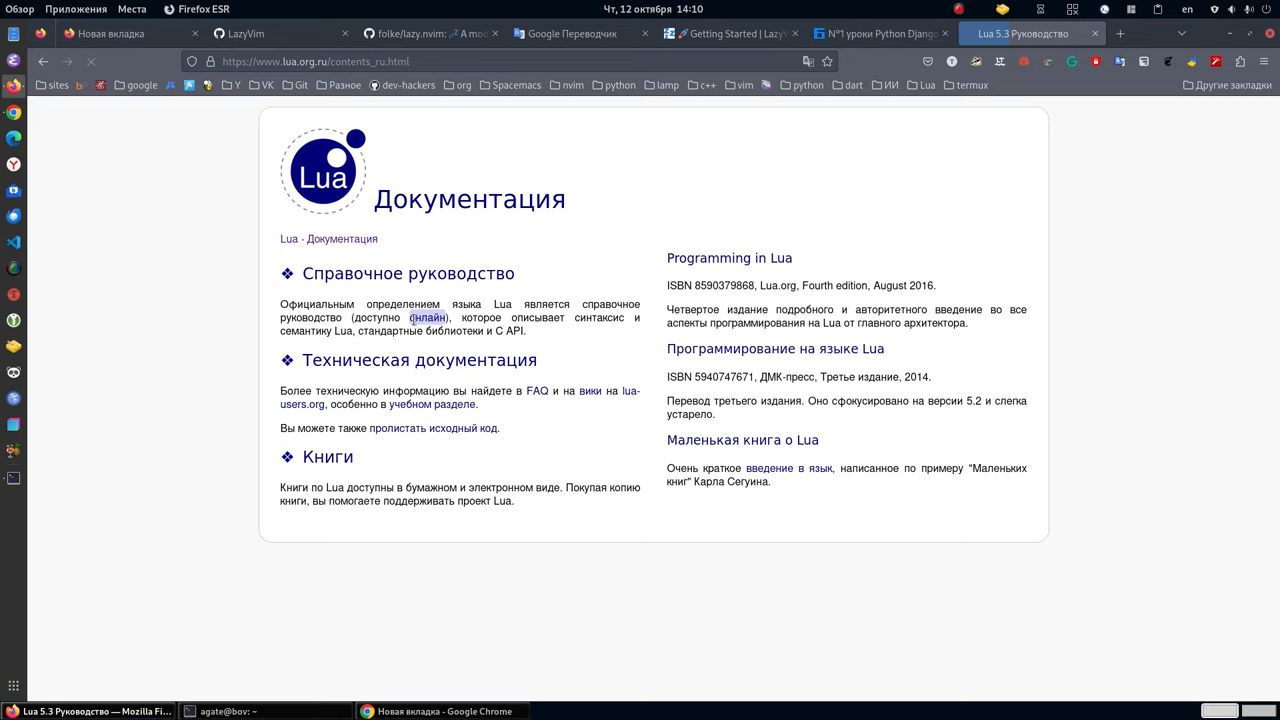 Обзор Приложения Места Firefox ESR Чт, 12 октября 14:10 en
Новая вкладка LazyVim folke/lazy.nvim: 💤 A mod Google Переводчик 🚀 Getting Started | LazyV №1 уроки Python Django Lua 5.3 Руководство
https://www.lua.org.ru/contents_ru.html
sites google Y VK Git Разное dev-hackers org Spacemacs nvim python lamp c++ vim python dart ИИ Lua termux Другие закладки
Lua
Документация
Lua · Документация
❖ Справочное руководство
Официальным определением языка Lua является справочное
руководство (доступно онлайн), которое описывает синтаксис и
семантику Lua, стандартные библиотеки и C API.
❖ Техническая документация
Более техническую информацию вы найдете в FAQ и на вики на lua-
users.org, особенно в учебном разделе.
Вы можете также пролистать исходный код.
❖ Книги
Книги по Lua доступны в бумажном и электронном виде. Покупая копию
книги, вы помогаете поддерживать проект Lua.
Programming in Lua
ISBN 8590379868, Lua.org, Fourth edition, August 2016.
Четвертое издание подробного и авторитетного введение во все
аспекты программирования на Lua от главного архитектора.
Программирование на языке Lua
ISBN 5940747671, ДМК-пресс, Третье издание, 2014.
Перевод третьего издания. Оно сфокусировано на версии 5.2 и слегка
устарело.
Маленькая книга о Lua
Очень краткое введение в язык, написанное по примеру "Маленьких
книг" Карла Сегуина.
Lua 5.3 Руководство — Mozilla Fi... agate@bov: ~ Новая вкладка - Google Chrome